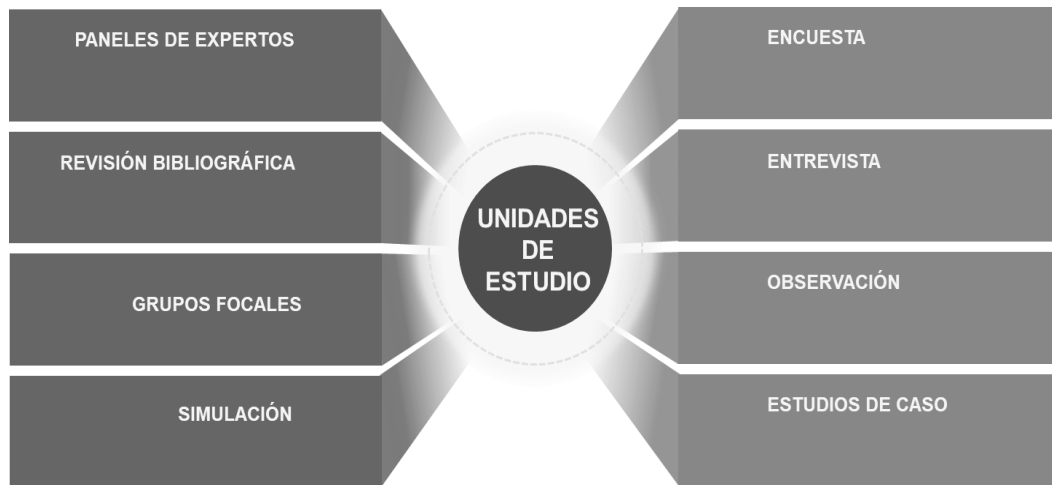 PANELES DE EXPERTOS
REVISIÓN BIBLIOGRÁFICA
GRUPOS FOCALES
SIMULACIÓN
UNIDADES
DE
ESTUDIO
ENCUESTA
ENTREVISTA
OBSERVACIÓN
ESTUDIOS DE CASO